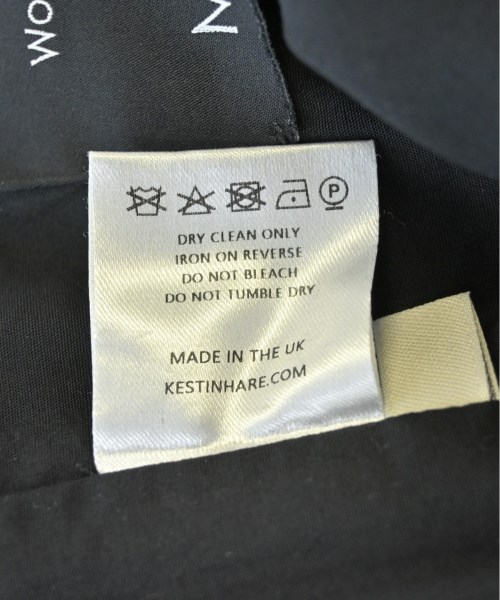 Wo
M
P
DRY CLEAN ONLY
IRON ON REVERSE
DO NOT BLEACH
DO NOT TUMBLE DRY
MADE IN THE UK
KESTINHARE.COM